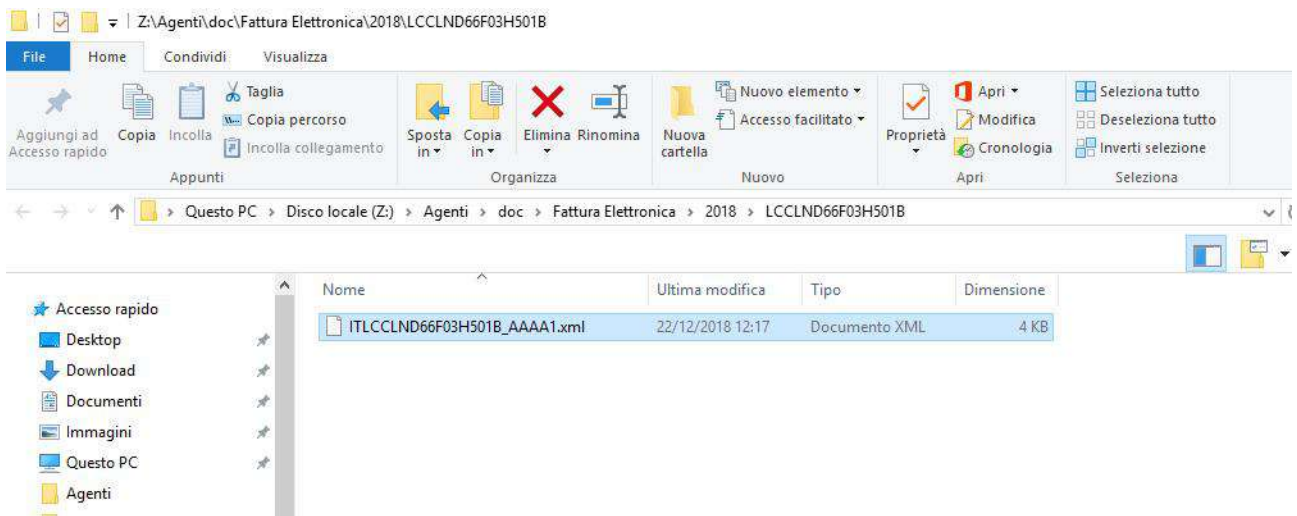 Z:\Agenti\doc\Fattura Elettronica\2018\LCCLND66F03H501B
File Home Condividi Visualizza
Aggiungi ad Accesso rapido
Copia
Incolla
Taglia
Copia percorso
Incolla collegamento
Appunti
Sposta in
Copia in
Elimina
Rinomina
Organizza
Nuova cartella
Nuovo elemento
Accesso facilitato
Nuovo
Proprietà
Apri
Modifica
Cronologia
Apri
Seleziona tutto
Deseleziona tutto
Inverti selezione
Seleziona
Questo PC > Disco locale (Z:) > Agenti > doc > Fattura Elettronica > 2018 > LCCLND66F03H501B
Nome Ultima modifica Tipo Dimensione
ITLCCLND66F03H501B_AAAA1.xml 22/12/2018 12:17 Documento XML 4 KB
Accesso rapido
Desktop
Download
Documenti
Immagini
Questo PC
Agenti